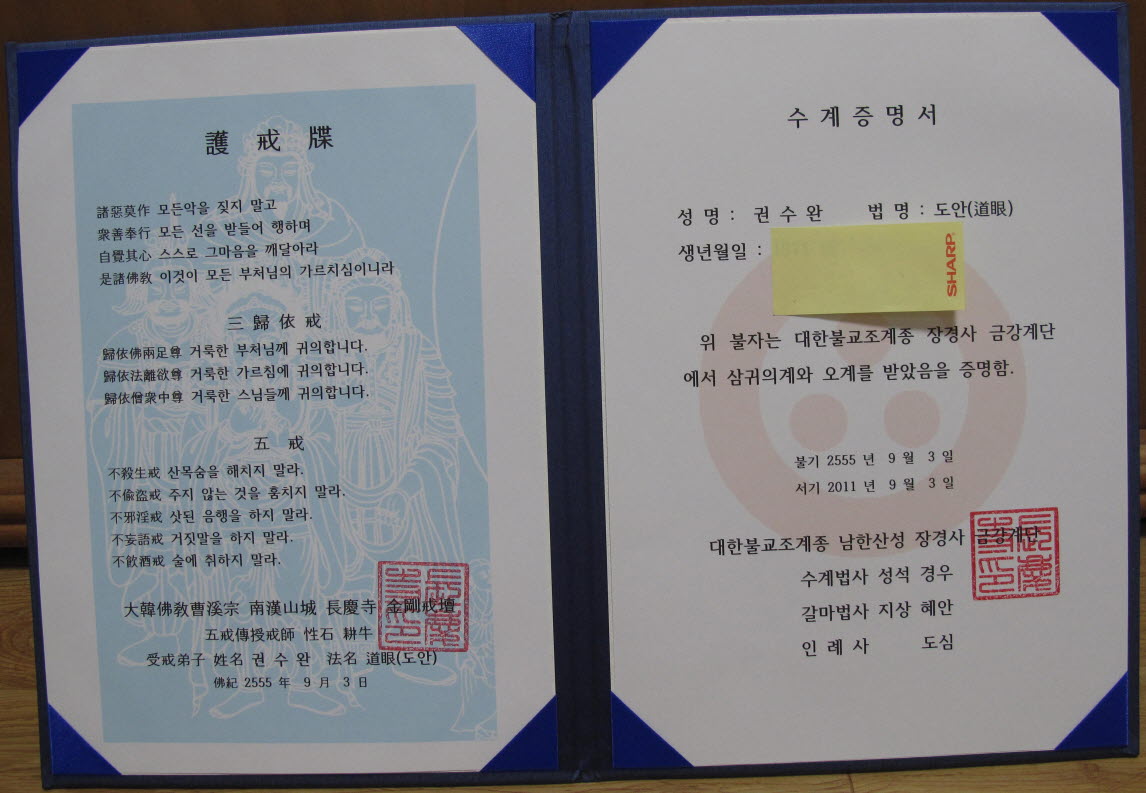 護 戒 牒
諸惡莫作 모든악을 짖지 말고
衆善奉行 모든 선을 받들어 행하며
自覺其心 스스로 그마음을 깨달아라
是諸佛敎 이것이 모든 부처님의 가르치심이니라
三 歸 依 戒
歸依佛兩足尊 거룩한 부처님께 귀의합니다.
歸依法離欲尊 거룩한 가르침에 귀의합니다.
歸依僧衆中尊 거룩한 스님들께 귀의합니다.
五 戒
不殺生戒 산목숨을 해치지 말라.
不偸盜戒 주지 않는 것을 훔치지 말라.
不邪淫戒 삿된 음행을 하지 말라.
不妄語戒 거짓말을 하지 말라.
不飮酒戒 술에 취하지 말라.
大韓佛敎曹溪宗 南漢山城 長慶寺 金剛戒壇
五戒傳授戒師 性石 耕牛
受戒弟子 姓名 권 수 완 法名 道眼(도안)
佛紀 2555 年 9 月 3 日
수 계 증 명 서
성 명 : 권 수 완 법 명 : 도안(道眼)
생년월일 :
SHARP
위 불자는 대한불교조계종 장경사 금강계단
에서 삼귀의계와 오계를 받았음을 증명함.
불기 2555 년 9 월 3 일
서기 2011 년 9 월 3 일
대한불교조계종 남한산성 장경사 금강계단
수계법사 성석 경우
갈마법사 지상 혜안
인 례 사 도심